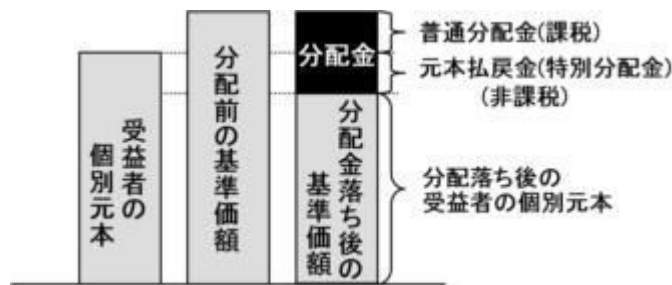 受益者の
個別元本
分配前の基準価額
分配金
分配金落ち後の
基準価額
普通分配金(課税)
元本払戻金(特別分配金)
(非課税)
分配落ち後の
受益者の個別元本